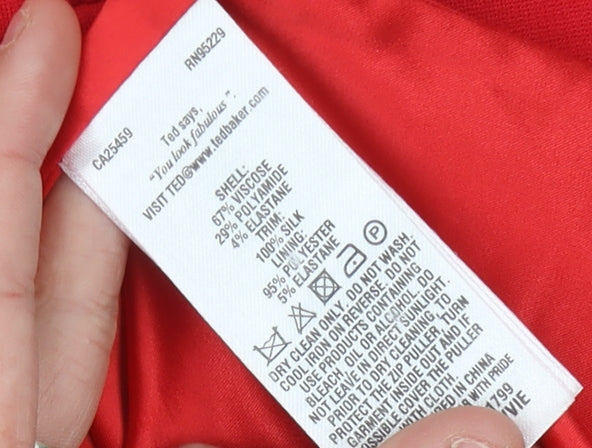 RN95229
CA25459
Ted says,
"You look fabulous".
VISIT TED@www.tedbaker.com
SHELL:
67% VISCOSE
29% POLYAMIDE
4% ELASTANE
TRIM:
100% SILK
LINING:
95% POLYESTER
5% ELASTANE
P
DRY CLEAN ONLY. DO NOT WASH.
COOL IRON ON REVERSE. DO NOT
USE PRODUCTS CONTAINING
BLEACH, OIL OR ALCOHOL. DO
NOT LEAVE IN DIRECT SUNLIGHT.
PRIOR TO DRY CLEANING, TO
PROTECT THE ZIP PULLER, TURN
GARMENT INSIDE OUT AND IF
COVER THE PULLER
WITH CLOTH.
IN CHINA
WITH PRIDE